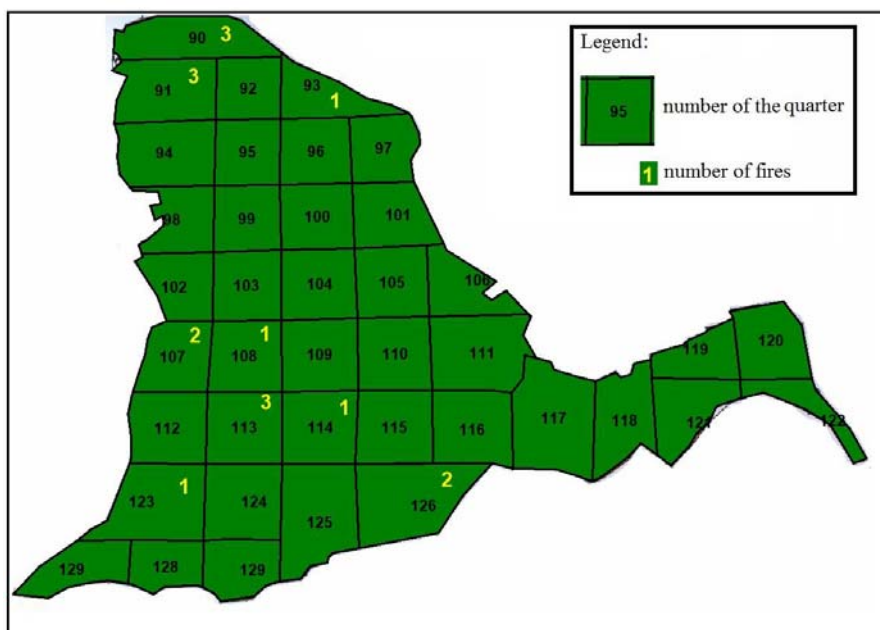 90 3
Legend:
91 3 92 93 1
95 number of the quarter
94 95 96 97
1 number of fires
98 99 100 101
102 103 104 105 106
107 2 108 1 109 110 111 119 120
112 113 3 114 1 115 116 117 118 121 122
123 1 124 125 126 2
129 128 129